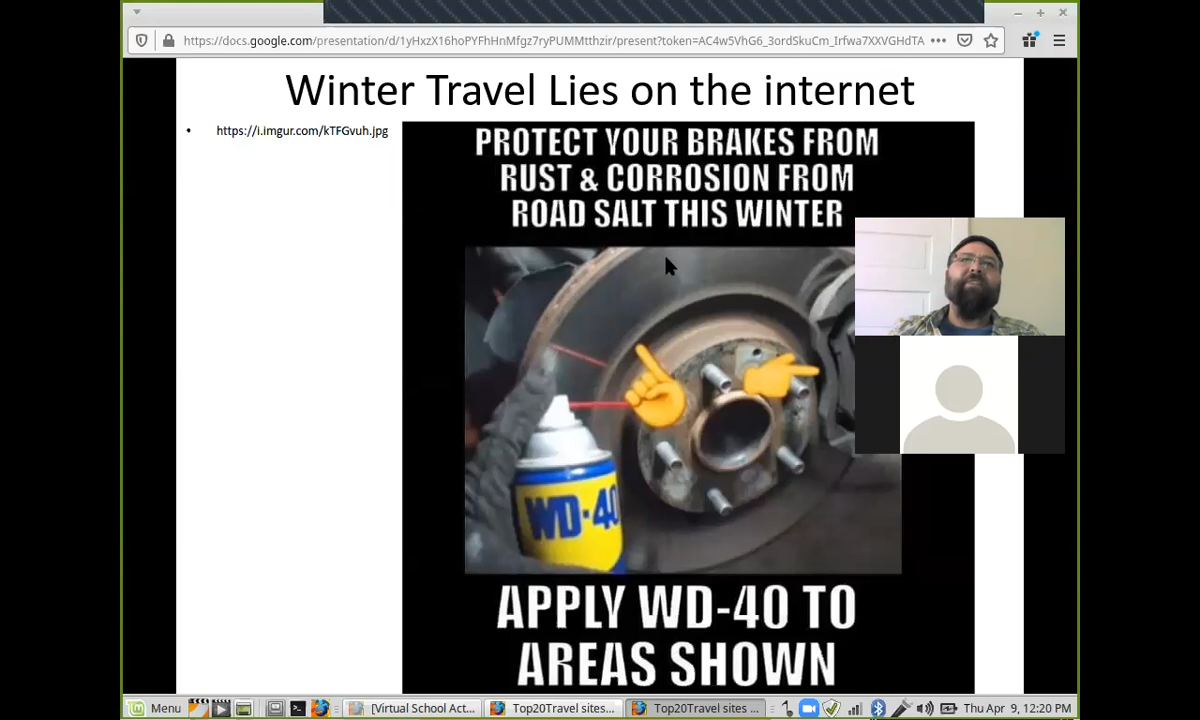 https://docs.google.com/presentation/d/1yHxzX16hoPYFhHnMfgz7ryPUMMtthzir/present?token=AC4w5VhG6_3ordSkuCm_Irfwa7XXVGHdTA
Winter Travel Lies on the internet
• https://i.imgur.com/kTFGvuh.jpg
PROTECT YOUR BRAKES FROM
RUST & CORROSION FROM
ROAD SALT THIS WINTER
WD-40
APPLY WD-40 TO
AREAS SHOWN
Menu [Virtual School Act... Top20Travel sites... Top20Travel sites ... Thu Apr 9, 12:20 PM